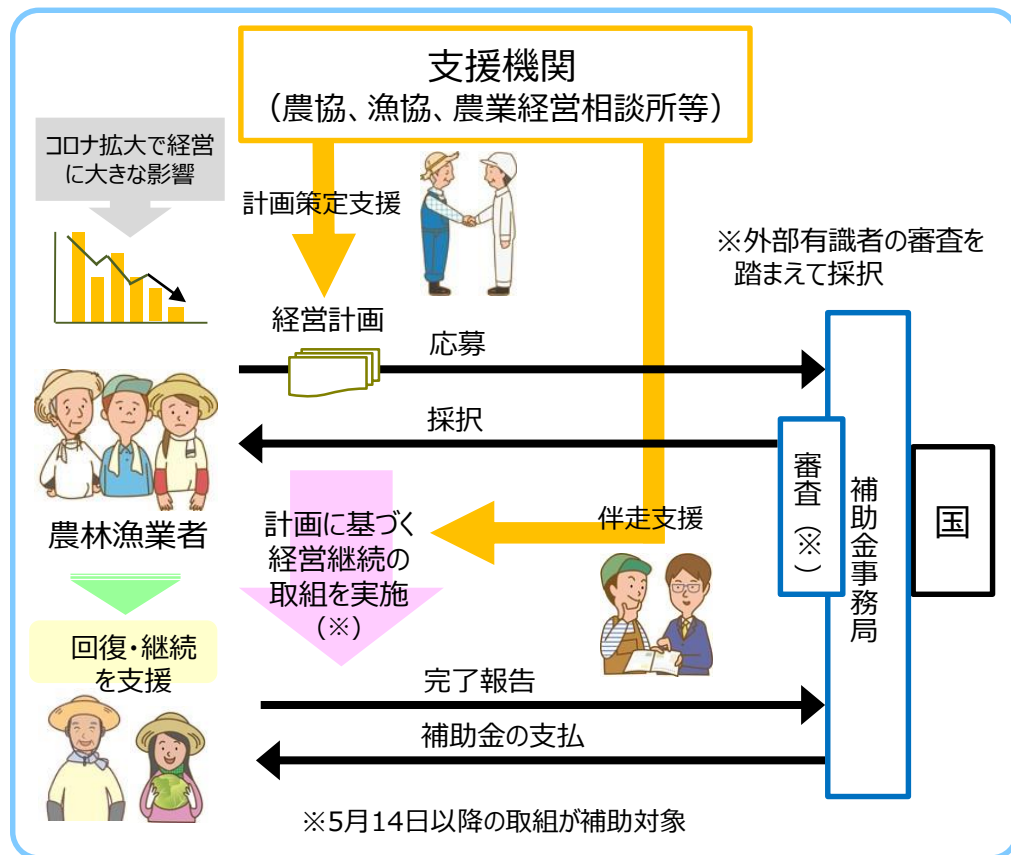 支援機関
（農協、漁協、農業経営相談所等）
コロナ拡大で経営
に大きな影響
計画策定支援
※外部有識者の審査を
踏まえて採択
経営計画
応募
採択
農林漁業者
計画に基づく
経営継続の
取組を実施
（※）
伴走支援
審査（※）
補助金事務局
国
回復・継続
を支援
完了報告
補助金の支払
※5月14日以降の取組が補助対象